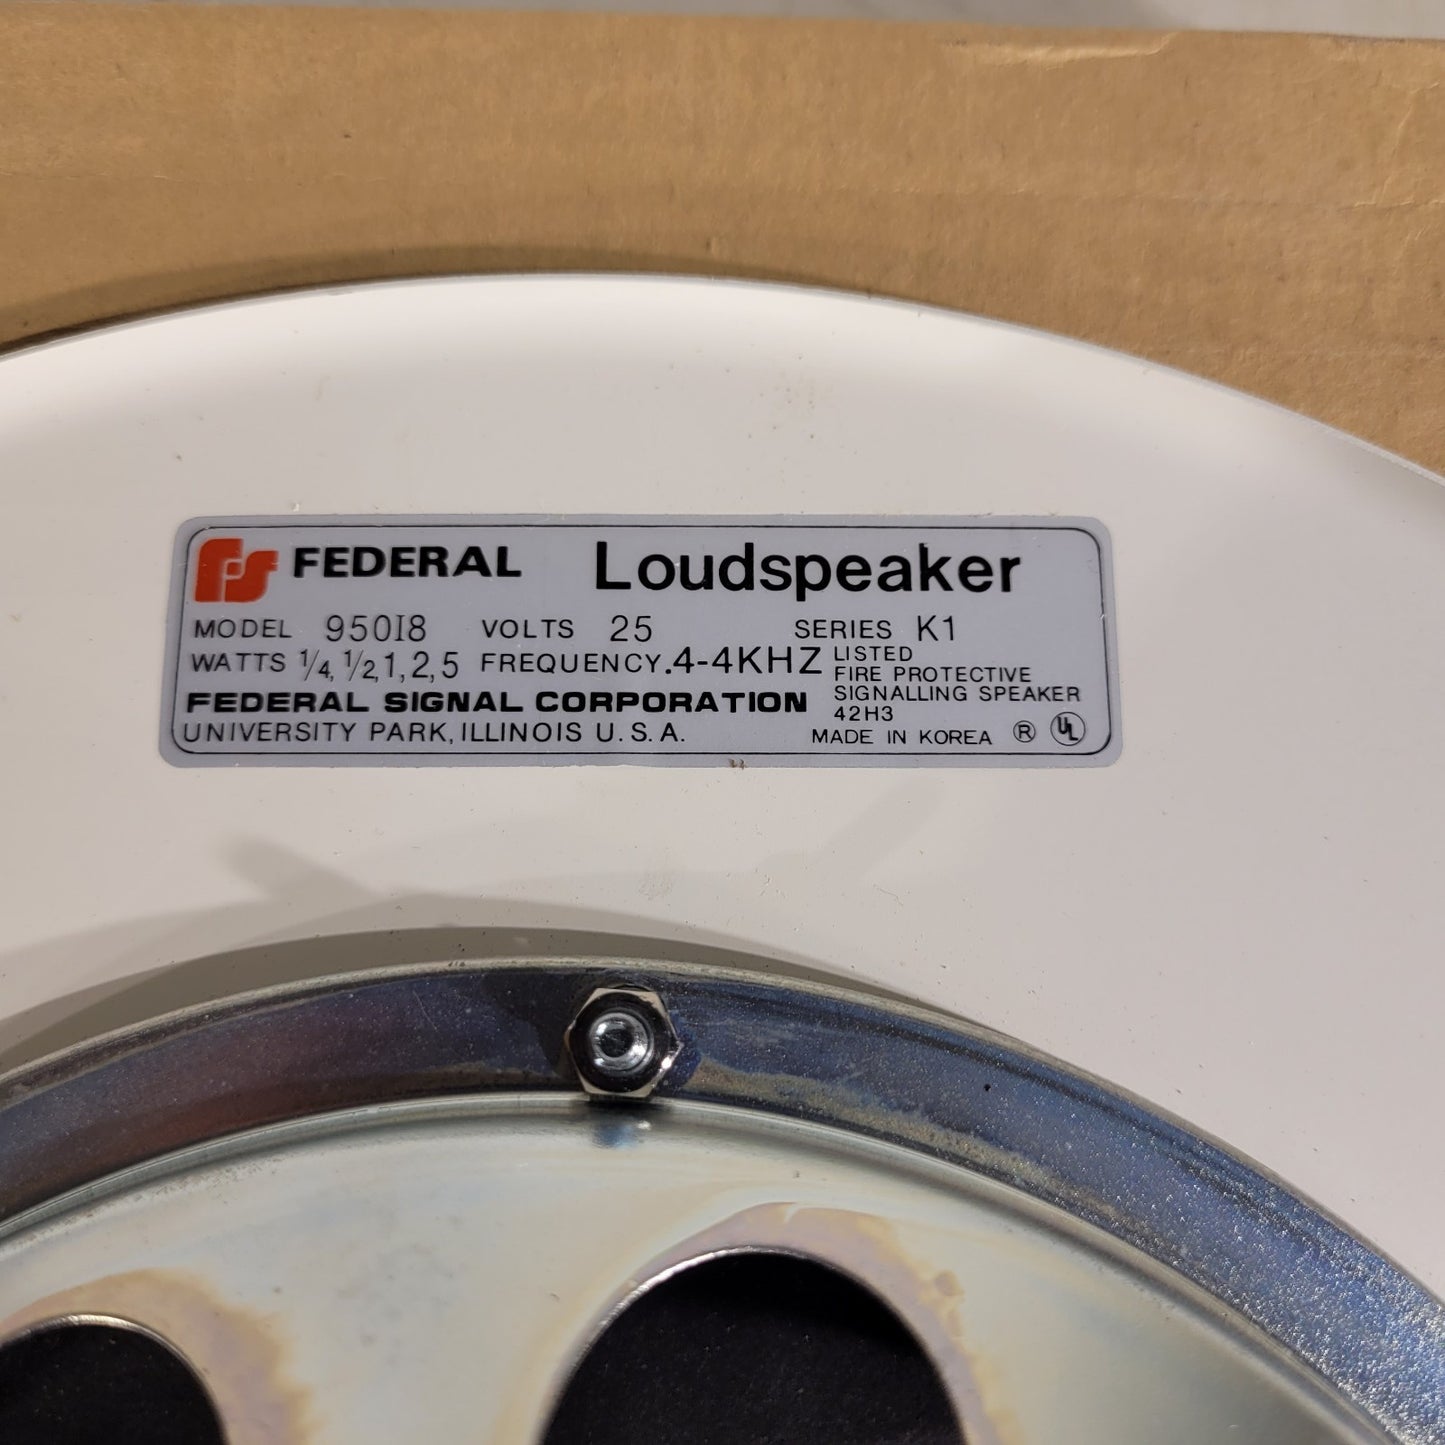 FS FEDERAL Loudspeaker
MODEL 950I8 VOLTS 25 SERIES K1
WATTS 1/4, 1/2, 1, 2, 5 FREQUENCY .4-4KHZ
LISTED
FIRE PROTECTIVE
SIGNALLING SPEAKER
42H3
FEDERAL SIGNAL CORPORATION
UNIVERSITY PARK, ILLINOIS U.S.A.
MADE IN KOREA ® UL